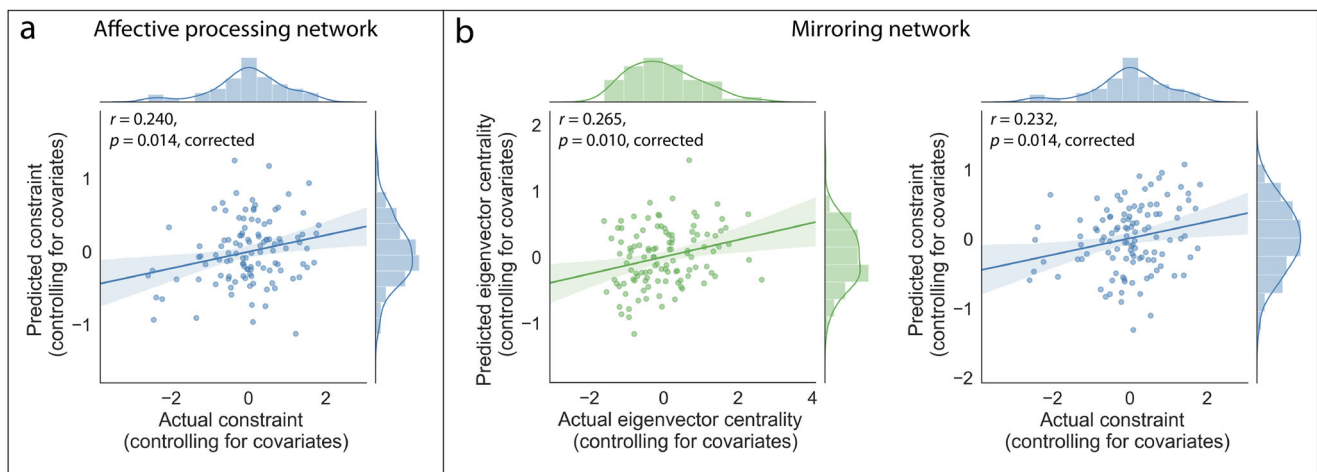 a
Affective processing network
r = 0.240,
p = 0.014, corrected
Predicted constraint
(controlling for covariates)
1
0
−1
−2
0
2
Actual constraint
(controlling for covariates)
b
Mirroring network
r = 0.265,
p = 0.010, corrected
Predicted eigenvector centrality
(controlling for covariates)
2
1
0
−1
−2
0
2
4
Actual eigenvector centrality
(controlling for covariates)
r = 0.232,
p = 0.014, corrected
Predicted constraint
(controlling for covariates)
1
0
−1
−2
−2
0
2
Actual constraint
(controlling for covariates)